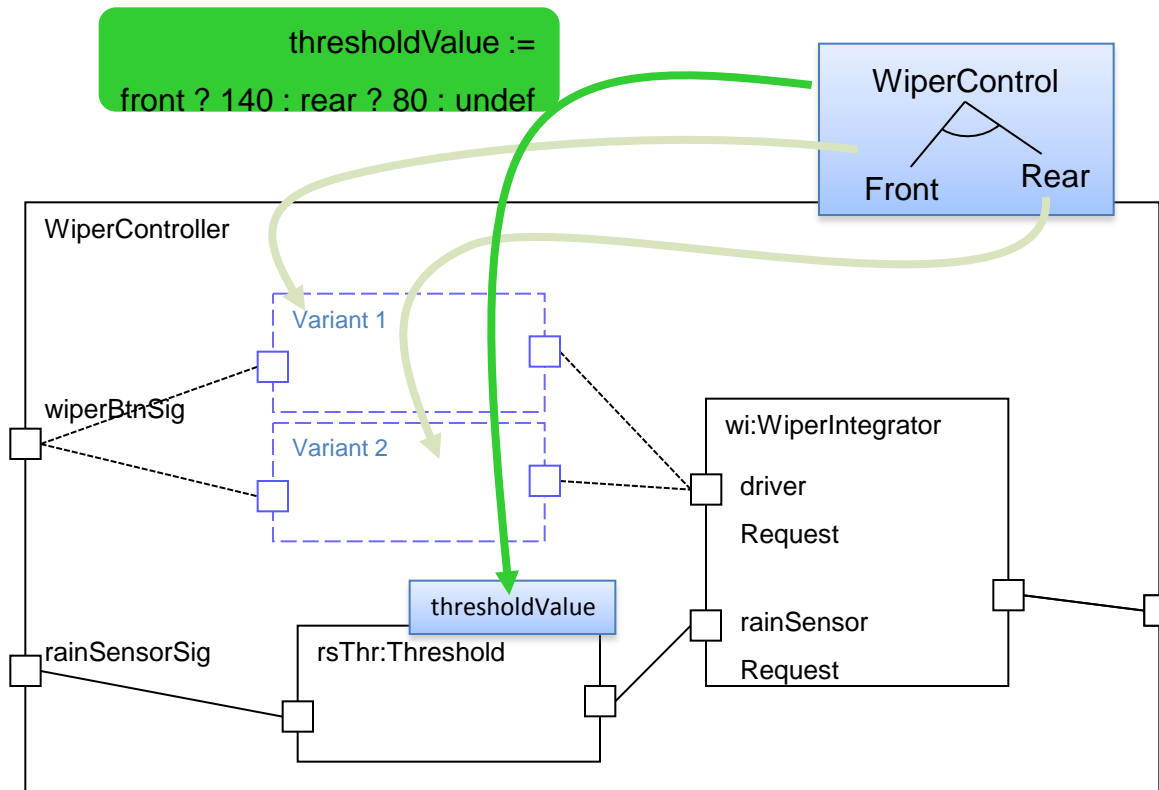 thresholdValue :=
front ? 140 : rear ? 80 : undef
WiperControl
Front
Rear
WiperController
Variant 1
wiperBtnSig
Variant 2
wi:WiperIntegrator
driver
Request
thresholdValue
rainSensorSig
rsThr:Threshold
rainSensor
Request